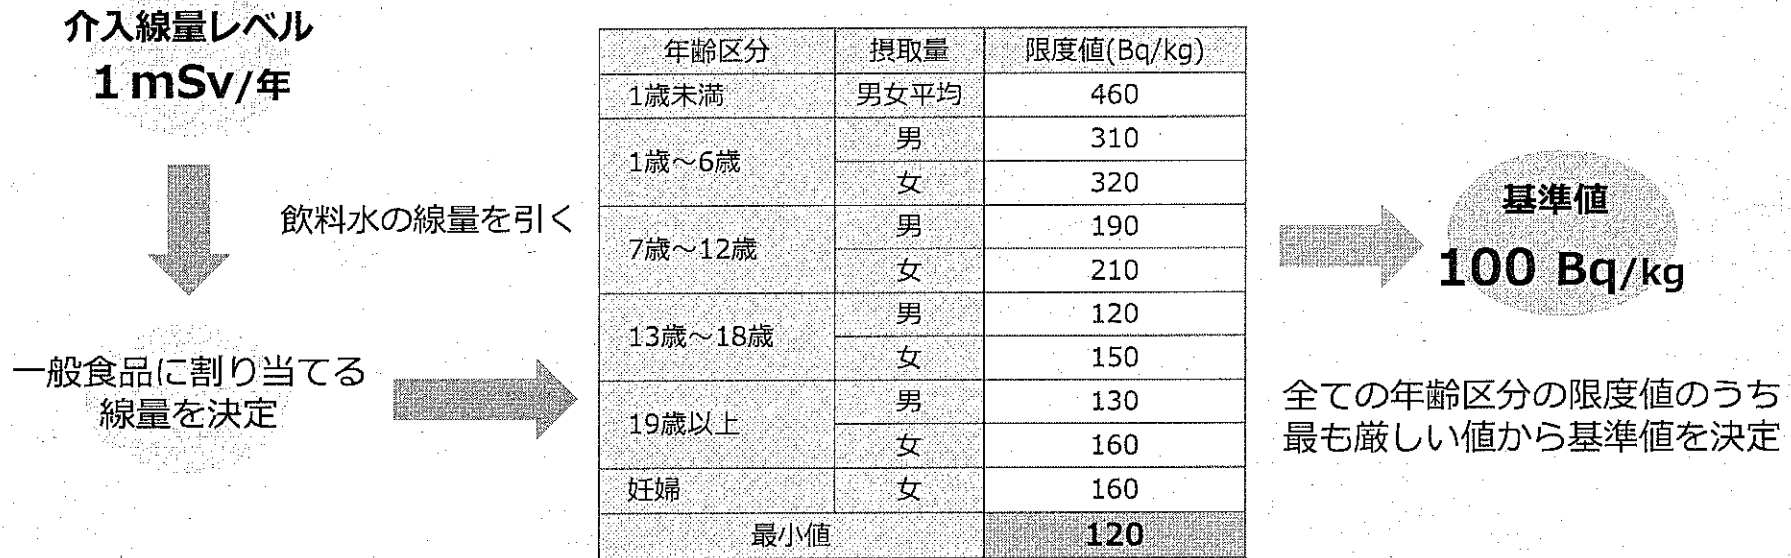 介入線量レベル
1 mSv/年
飲料水の線量を引く
一般食品に割り当てる
線量を決定
年齢区分 摂取量 限度値(Bq/kg)
1歳未満 男女平均 460
1歳～6歳 男 310
女 320
7歳～12歳 男 190
女 210
13歳～18歳 男 120
女 150
19歳以上 男 130
女 160
妊婦 女 160
最小値 120
基準値
100 Bq/kg
全ての年齢区分の限度値のうち
最も厳しい値から基準値を決定